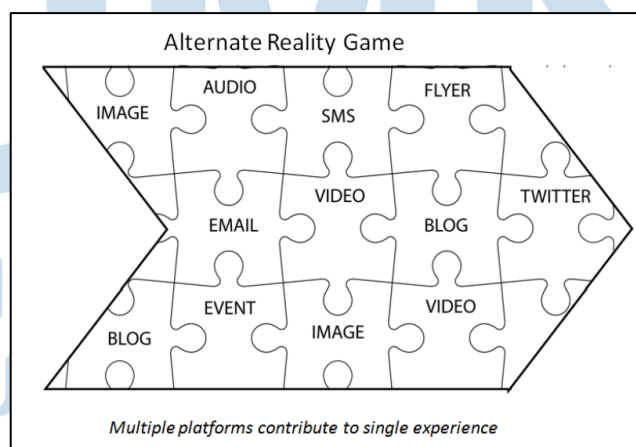 Alternate Reality Game
AUDIO
FLYER
IMAGE
SMS
VIDEO
TWITTER
EMAIL
BLOG
EVENT
VIDEO
BLOG
IMAGE
Multiple platforms contribute to single experience